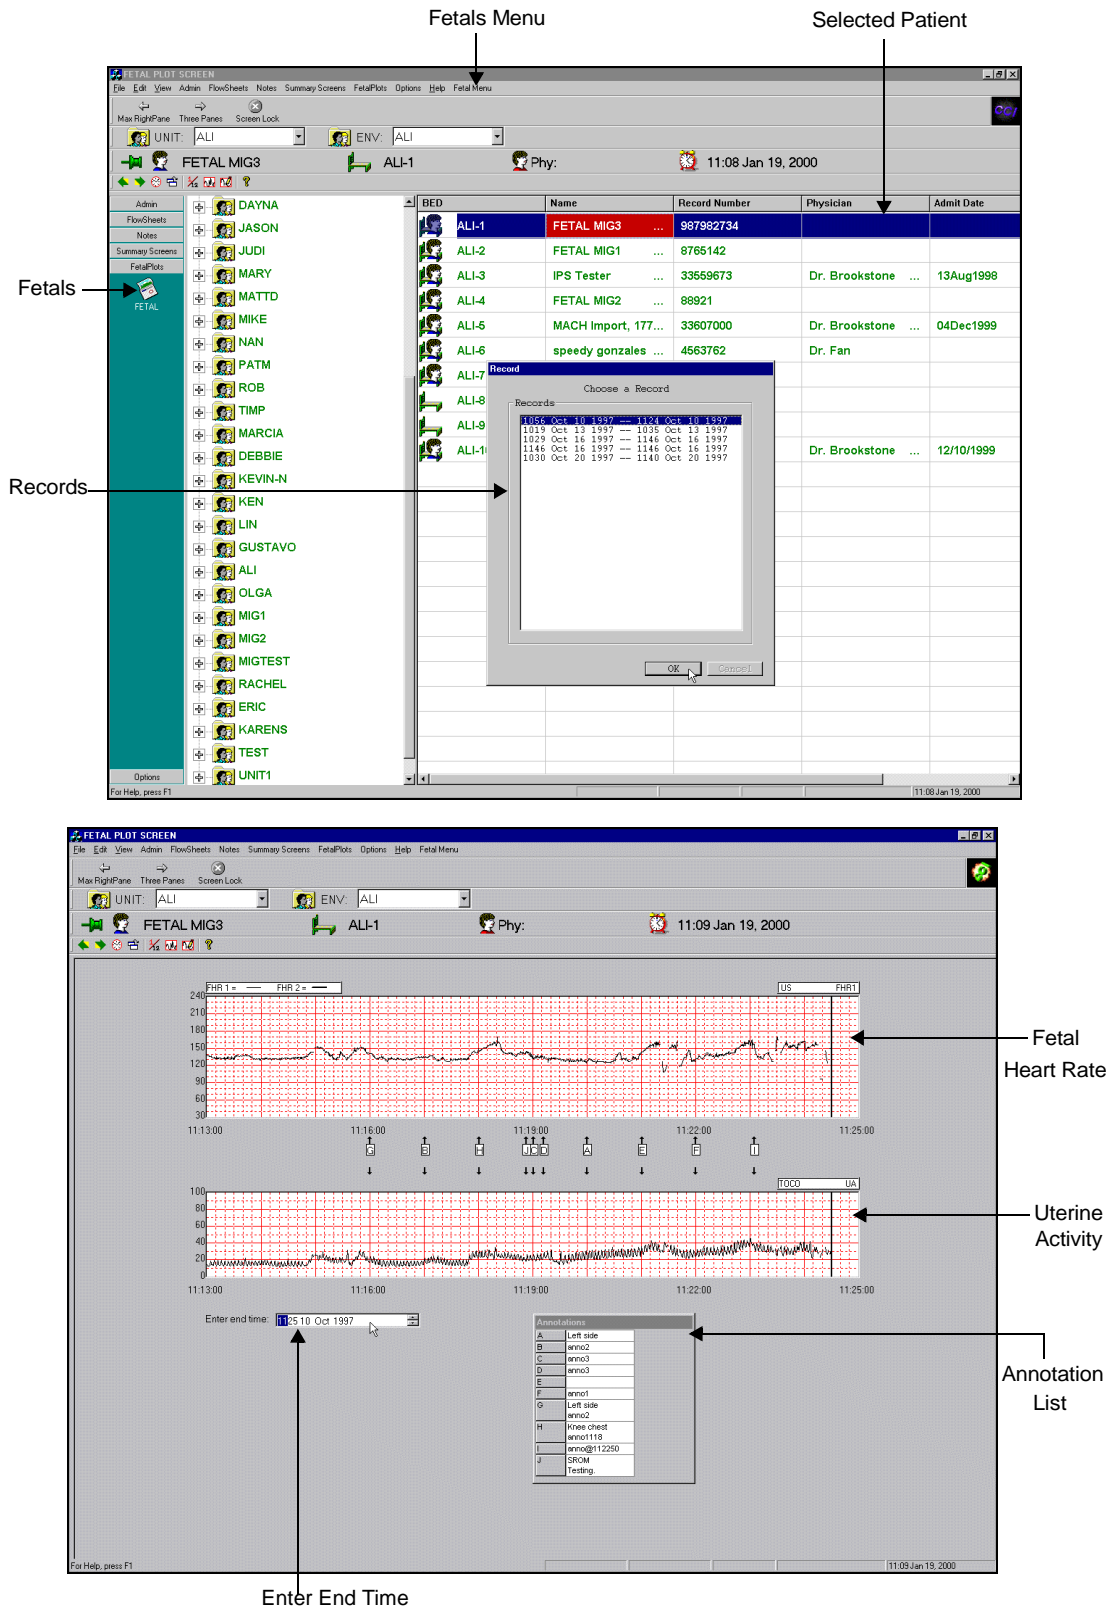 Fetals Menu
Selected Patient
FETAL PLOT SCREEN
File Edit View Admin FlowSheets Notes Summary Screens FetalPlots Options Help Fetal Menu
Max RightPane Three Panes Screen Lock
UNIT: ALI ENV: ALI
FETAL MIG3 ALI-1 Phy: 11:08 Jan 19, 2000
Admin
FlowSheets
Notes
Summary Screens
FetalPlots
FETAL
Options
Fetals
Records
DAYNA
JASON
JUDI
MARY
MATTD
MIKE
NAN
PATM
ROB
TIMP
MARCIA
DEBBIE
KEVIN-N
KEN
LIN
GUSTAVO
ALI
OLGA
MIG1
MIG2
MIGTEST
RACHEL
ERIC
KARENS
TEST
UNIT1
BED Name Record Number Physician Admit Date
ALI-1 FETAL MIG3 ... 987982734
ALI-2 FETAL MIG1 ... 8765142
ALI-3 IPS Tester ... 33559673 Dr. Brookstone ... 13Aug1998
ALI-4 FETAL MIG2 ... 88921
ALI-5 MACH Import, 177... 33607000 Dr. Brookstone ... 04Dec1999
ALI-6 speedy gonzales ... 4563762 Dr. Fan
ALI-7
ALI-8
ALI-9
ALI-1 Dr. Brookstone ... 12/10/1999
Record
Choose a Record
Records
1056 Oct 10 1997 -- 1124 Oct 10 1997
1019 Oct 13 1997 -- 1035 Oct 13 1997
1029 Oct 16 1997 -- 1146 Oct 16 1997
1146 Oct 16 1997 -- 1146 Oct 16 1997
1030 Oct 20 1997 -- 1140 Oct 20 1997
OK Cancel
For Help, press F1 11:08 Jan 19, 2000
FETAL PLOT SCREEN
File Edit View Admin FlowSheets Notes Summary Screens FetalPlots Options Help Fetal Menu
Max RightPane Three Panes Screen Lock
UNIT: ALI ENV: ALI
FETAL MIG3 ALI-1 Phy: 11:09 Jan 19, 2000
FHR 1 = FHR 2 = US FHR1
240
210
180
150
120
90
60
30
11:13:00 11:16:00 11:19:00 11:22:00 11:25:00
G B H J C D A E F I
TOCO UA
100
80
60
40
20
0
11:13:00 11:16:00 11:19:00 11:22:00 11:25:00
Fetal
Heart Rate
Uterine
Activity
Enter end time: 11 25 10 Oct 1997
Annotations
A Left side
B anno2
C anno3
D anno3
E
F anno1
G Left side
anno2
H Knee chest
anno1118
I anno@112250
J SROM
Testing.
Annotation
List
For Help, press F1 11:09 Jan 19, 2000
Enter End Time